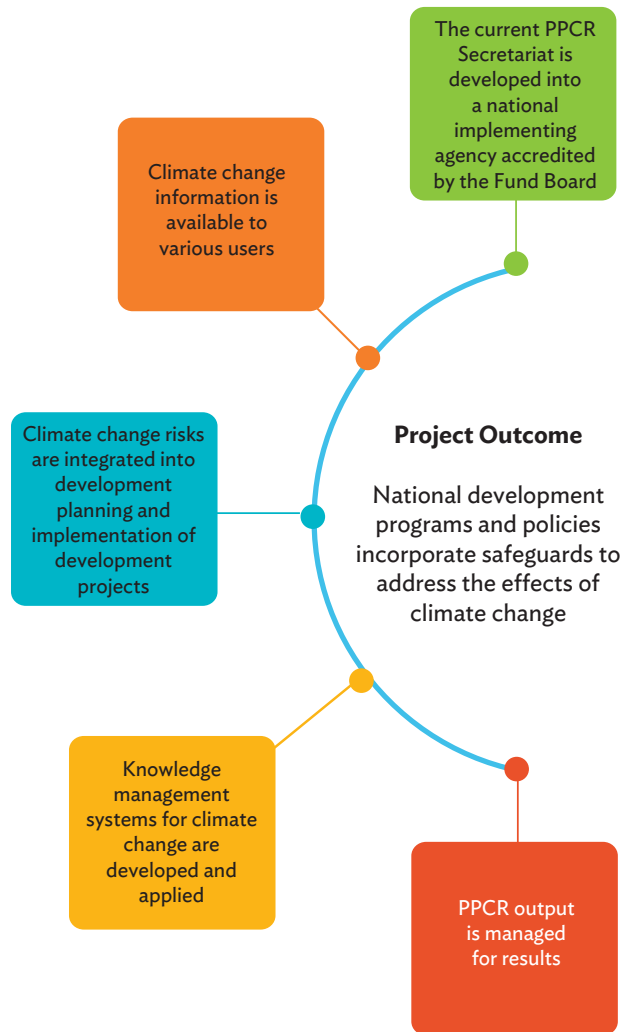 The current PPCR
Secretariat is
developed into
a national
implementing
agency accredited
by the Fund Board
Climate change
information is
available to
various users
Climate change risks
are integrated into
development
planning and
implementation of
development
projects
Project Outcome
National development
programs and policies
incorporate safeguards to
address the effects of
climate change
Knowledge
management
systems for climate
change are
developed and
applied
PPCR output
is managed
for results